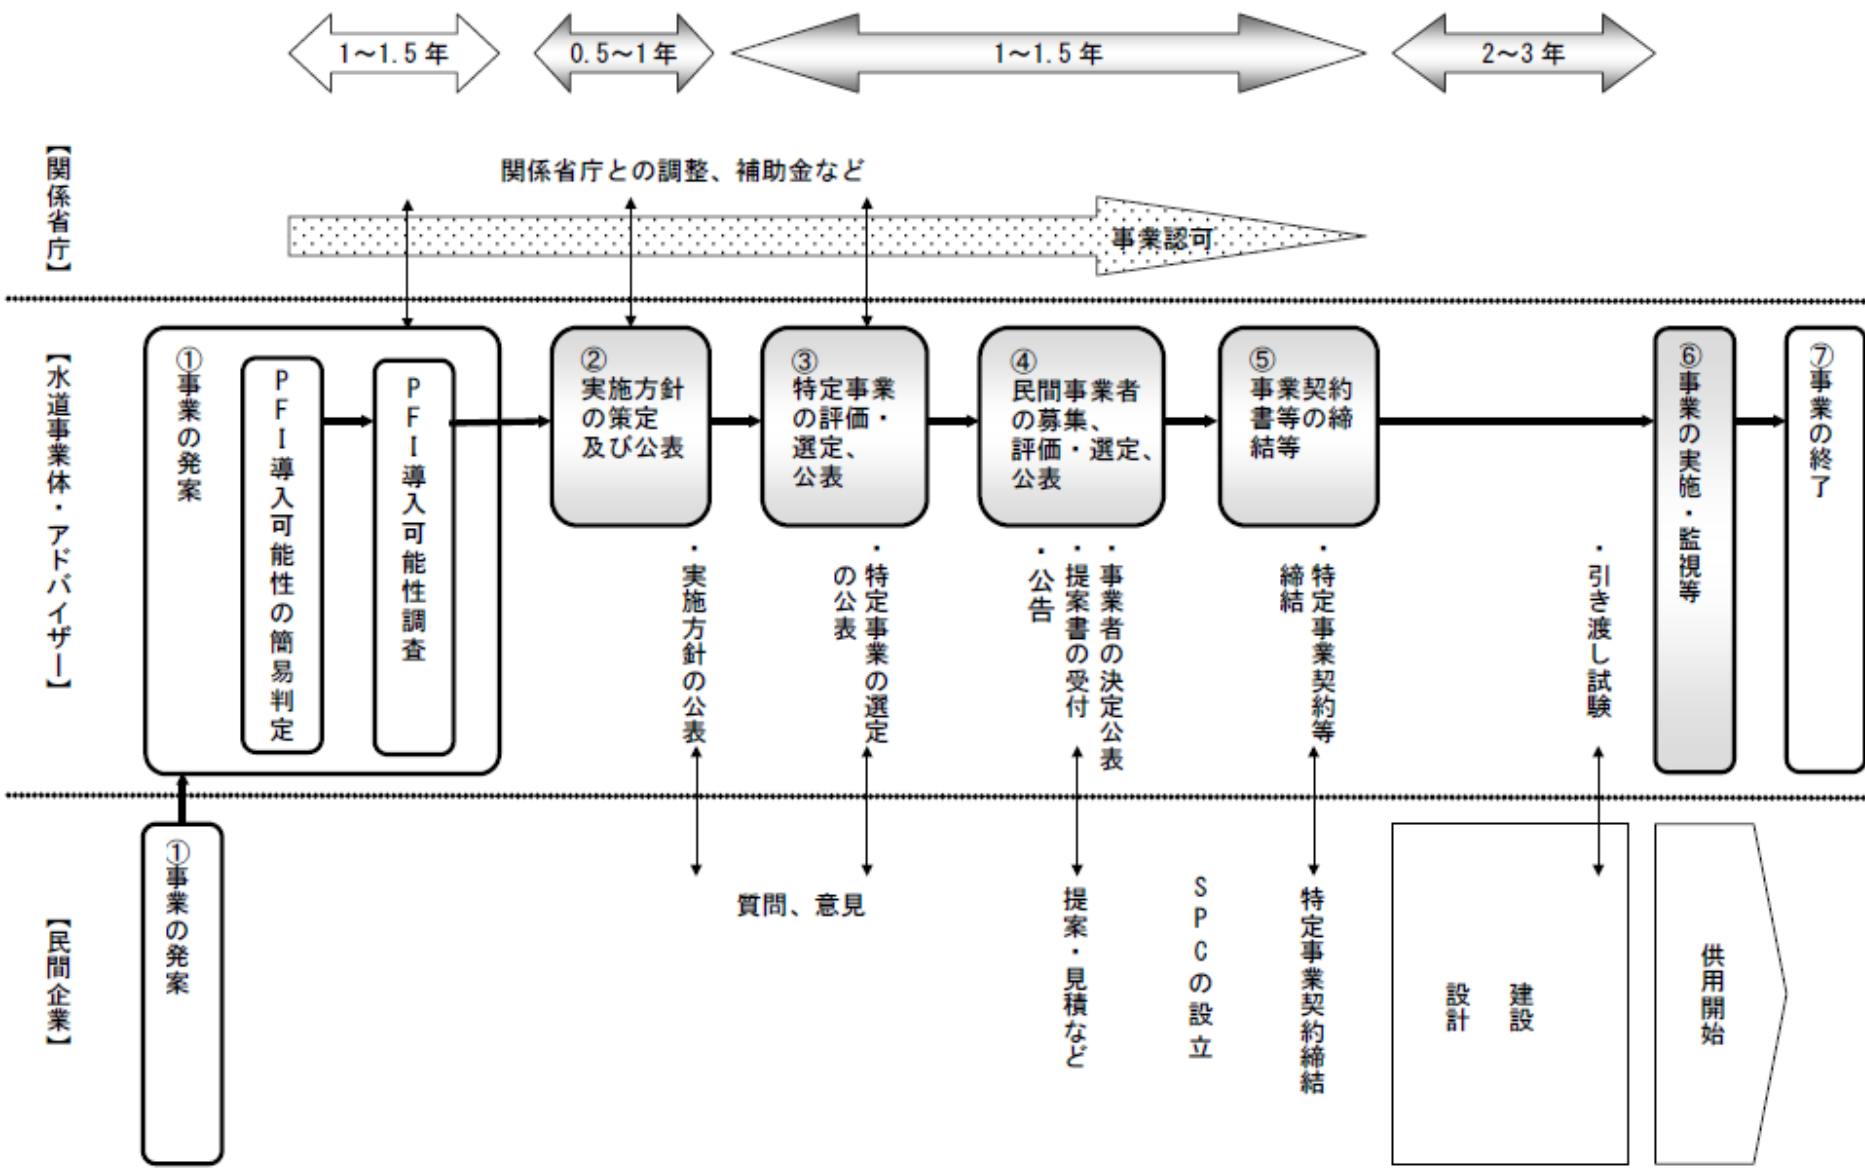 1～1.5 年
0.5～1 年
1～1.5 年
2～3 年
【関係省庁】
関係省庁との調整、補助金など
事業認可
【水道事業体・アドバイザー】
①事業の発案
ＰＦＩ導入可能性の簡易判定
ＰＦＩ導入可能性調査
②
実施方針
の策定
及び公表
③
特定事業
の評価・
選定、
公表
④
民間事業者
の募集、
評価・選定、
公表
⑤
事業契約
書等の締
結等
⑥事業の実施・監視等
⑦事業の終了
・実施方針の公表
・特定事業の選定
の公表
・公告
・提案書の受付
・事業者の決定公表
・特定事業契約等
締結
・引き渡し試験
【民間企業】
①事業の発案
質問、意見
提案・見積など
ＳＰＣの設立
特定事業契約締結
設計
建設
供用開始